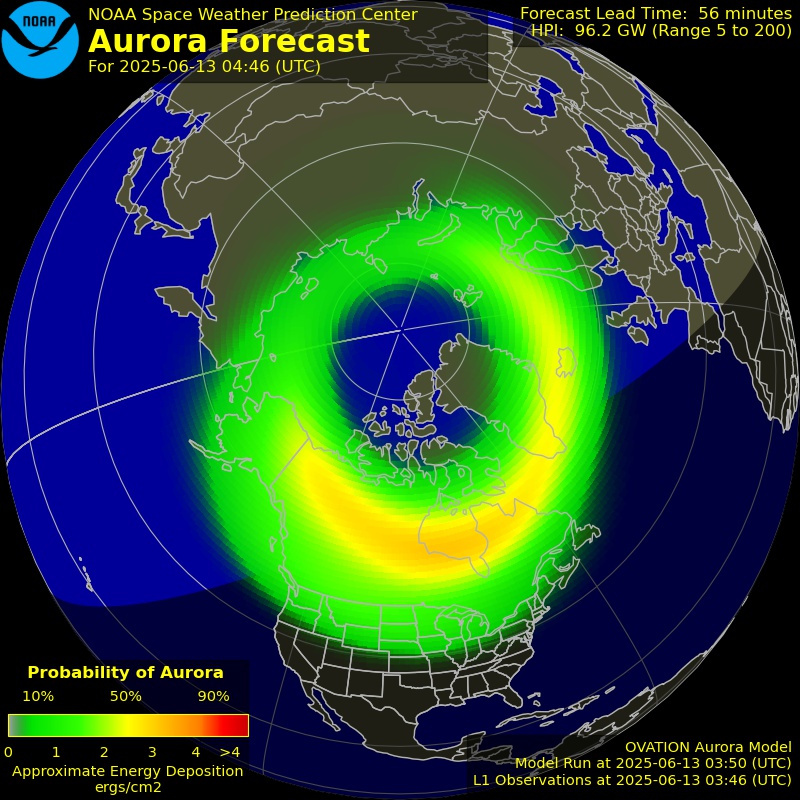 NOAA
NOAA Space Weather Prediction Center
Aurora Forecast
For 2025-06-13 04:46 (UTC)
Forecast Lead Time: 56 minutes
HPI: 96.2 GW (Range 5 to 200)
Probability of Aurora
10% 50% 90%
0 1 2 3 4 >4
Approximate Energy Deposition
ergs/cm2
OVATION Aurora Model
Model Run at 2025-06-13 03:50 (UTC)
L1 Observations at 2025-06-13 03:46 (UTC)